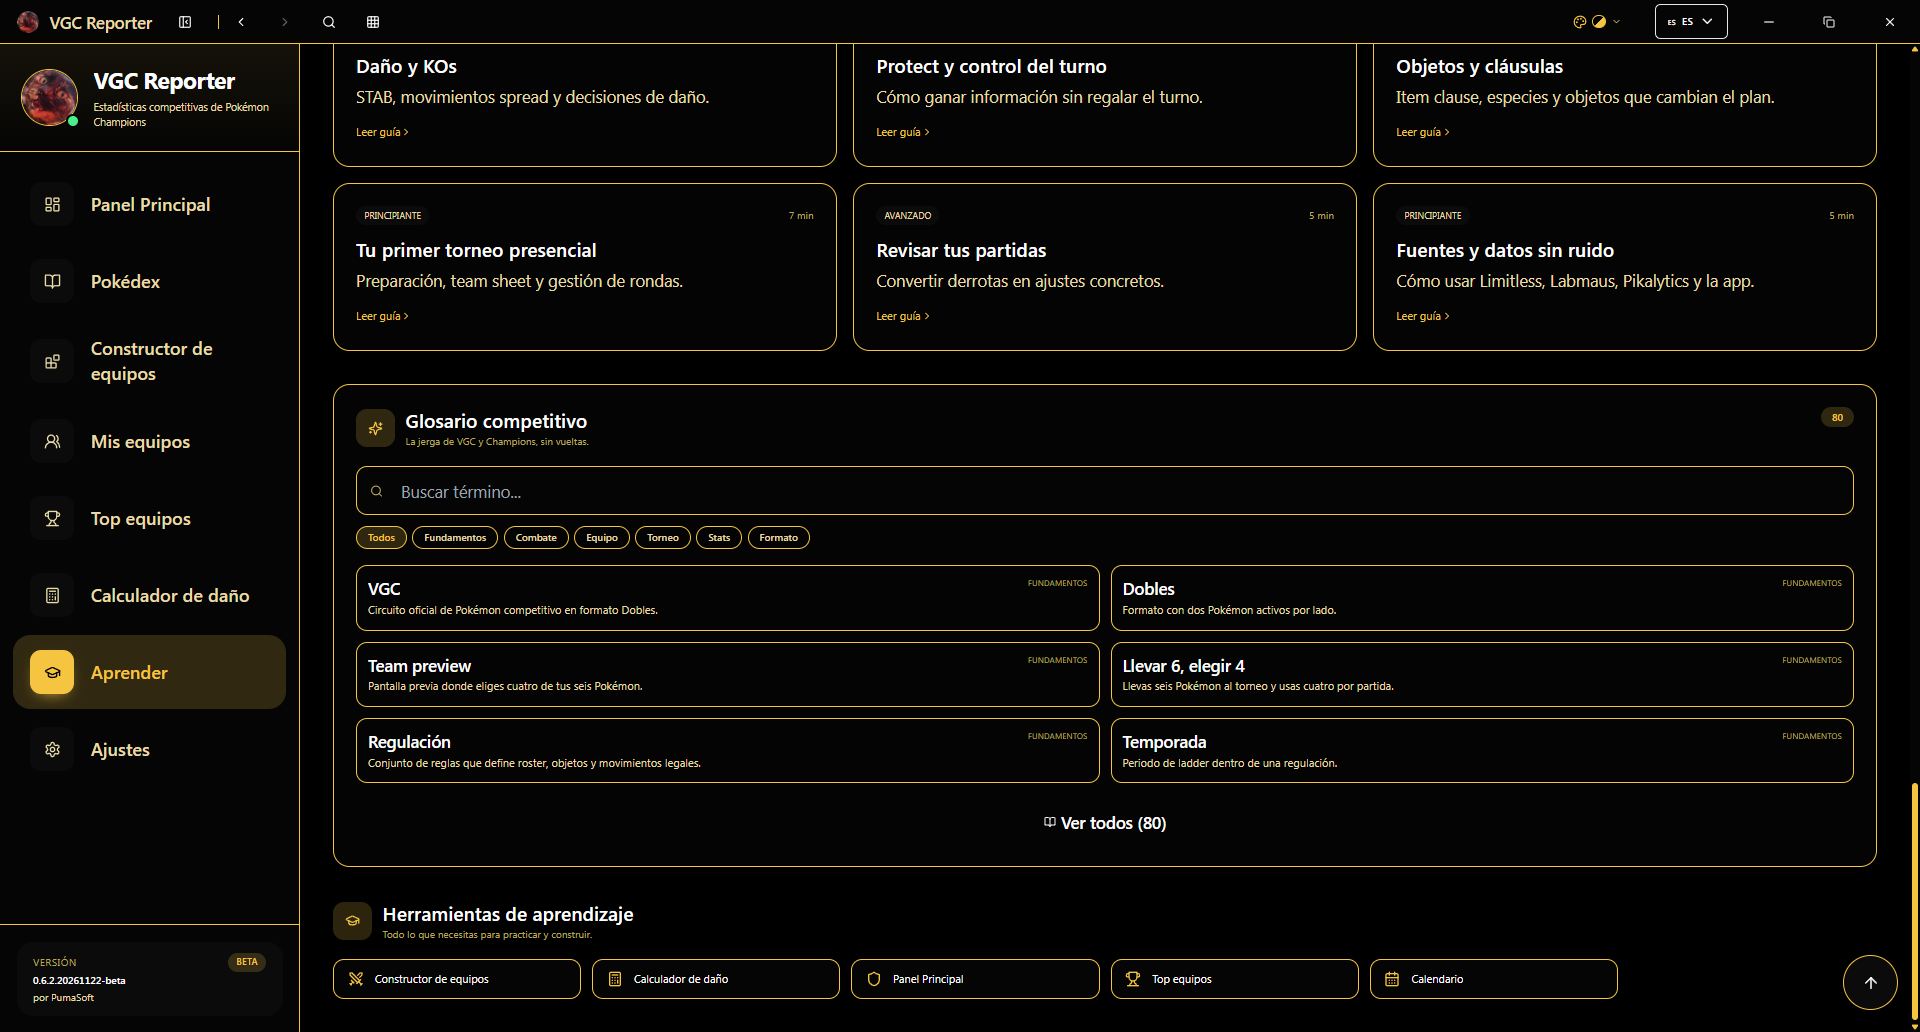 VGC Reporter
ES ES
VGC Reporter
Estadísticas competitivas de Pokémon
Champions
Panel Principal
Pokédex
Constructor de
equipos
Mis equipos
Top equipos
Calculador de daño
Aprender
Ajustes
VERSIÓN
BETA
0.6.2.20261122-beta
por PumaSoft
Daño y KOs
STAB, movimientos spread y decisiones de daño.
Leer guía >
Protect y control del turno
Cómo ganar información sin regalar el turno.
Leer guía >
Objetos y cláusulas
Item clause, especies y objetos que cambian el plan.
Leer guía >
PRINCIPIANTE
7 min
Tu primer torneo presencial
Preparación, team sheet y gestión de rondas.
Leer guía >
AVANZADO
5 min
Revisar tus partidas
Convertir derrotas en ajustes concretos.
Leer guía >
PRINCIPIANTE
5 min
Fuentes y datos sin ruido
Cómo usar Limitless, Labmaus, Pikalytics y la app.
Leer guía >
Glosario competitivo
80
La jerga de VGC y Champions, sin vueltas.
Buscar término...
Todos
Fundamentos
Combate
Equipo
Torneo
Stats
Formato
VGC
FUNDAMENTOS
Circuito oficial de Pokémon competitivo en formato Dobles.
Dobles
FUNDAMENTOS
Formato con dos Pokémon activos por lado.
Team preview
FUNDAMENTOS
Pantalla previa donde eliges cuatro de tus seis Pokémon.
Llevar 6, elegir 4
FUNDAMENTOS
Llevas seis Pokémon al torneo y usas cuatro por partida.
Regulación
FUNDAMENTOS
Conjunto de reglas que define roster, objetos y movimientos legales.
Temporada
FUNDAMENTOS
Periodo de ladder dentro de una regulación.
Ver todos (80)
Herramientas de aprendizaje
Todo lo que necesitas para practicar y construir.
Constructor de equipos
Calculador de daño
Panel Principal
Top equipos
Calendario